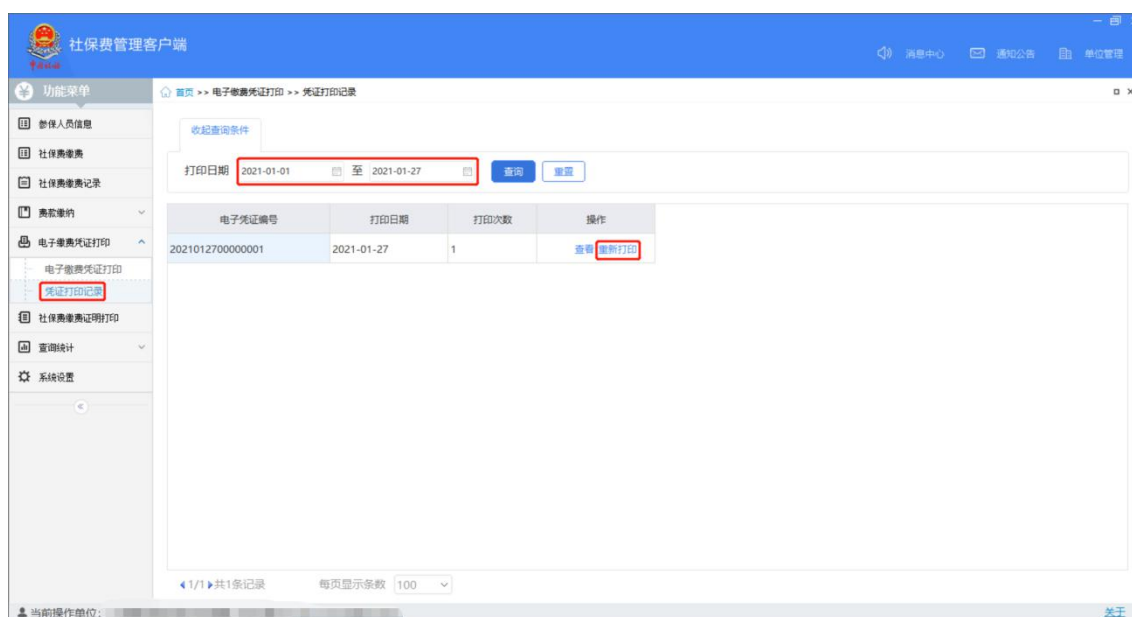 社保费管理客户端
消息中心 通知公告 单位管理
功能菜单
首页 >> 电子缴费凭证打印 >> 凭证打印记录
参保人员信息
社保费缴费
社保费缴费记录
费款缴纳
电子缴费凭证打印
电子缴费凭证打印
凭证打印记录
社保费缴费证明打印
查询统计
系统设置
收起查询条件
打印日期 2021-01-01 至 2021-01-27 查询 重置
电子凭证编号 打印日期 打印次数 操作
2021012700000001 2021-01-27 1 查看 重新打印
1/1 共1条记录 每页显示条数 100
当前操作单位: 关于